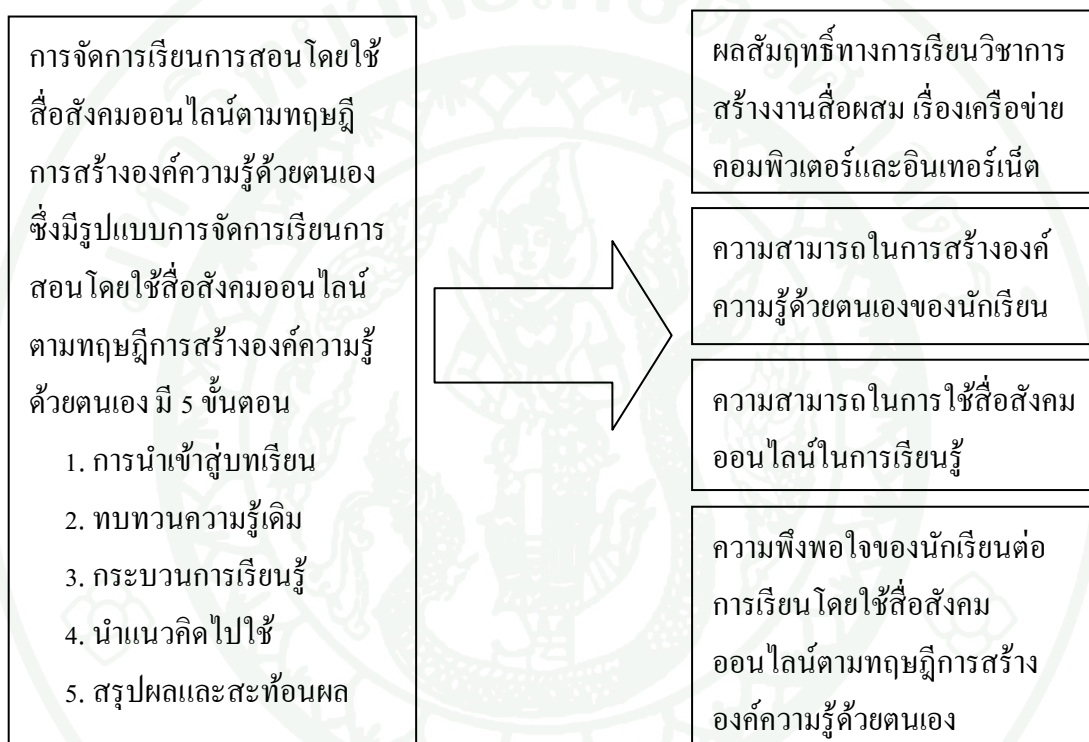 การจัดการเรียนการสอนโดยใช้
สื่อสังคมออนไลน์ตามทฤษฎี
การสร้างองค์ความรู้ด้วยตนเอง
ซึ่งมีรูปแบบการจัดการเรียนการ
สอนโดยใช้สื่อสังคมออนไลน์
ตามทฤษฎีการสร้างองค์ความรู้
ด้วยตนเอง มี 5 ขั้นตอน
1. การนำเข้าสู่บทเรียน
2. ทบทวนความรู้เดิม
3. กระบวนการเรียนรู้
4. นำแนวคิดไปใช้
5. สรุปผลและสะท้อนผล
ผลสัมฤทธิ์ทางการเรียนวิชาการ
สร้างงานสื่อผสม เรื่องเครือข่าย
คอมพิวเตอร์และอินเทอร์เน็ต
ความสามารถในการสร้างองค์
ความรู้ด้วยตนเองของนักเรียน
ความสามารถในการใช้สื่อสังคม
ออนไลน์ในการเรียนรู้
ความพึงพอใจของนักเรียนต่อ
การเรียนโดยใช้สื่อสังคม
ออนไลน์ตามทฤษฎีการสร้าง
องค์ความรู้ด้วยตนเอง